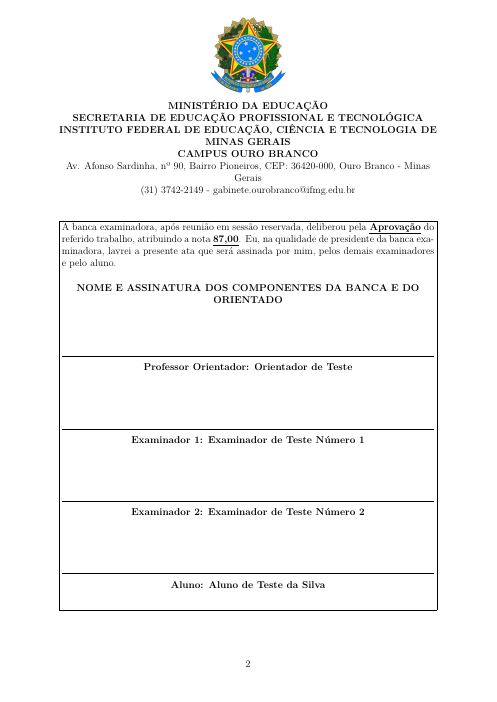 MINISTÉRIO DA EDUCAÇÃO
SECRETARIA DE EDUCAÇÃO PROFISSIONAL E TECNOLÓGICA
INSTITUTO FEDERAL DE EDUCAÇÃO, CIÊNCIA E TECNOLOGIA DE
MINAS GERAIS
CAMPUS OURO BRANCO
Av. Afonso Sardinha, nº 90, Bairro Pioneiros, CEP: 36420-000, Ouro Branco - Minas
Gerais
(31) 3742-2149 - gabinete.ourobranco@ifmg.edu.br
A banca examinadora, após reunião em sessão reservada, deliberou pela Aprovação do
referido trabalho, atribuindo a nota 87,00. Eu, na qualidade de presidente da banca exa-
minadora, lavrei a presente ata que será assinada por mim, pelos demais examinadores
e pelo aluno.
NOME E ASSINATURA DOS COMPONENTES DA BANCA E DO
ORIENTADO
Professor Orientador: Orientador de Teste
Examinador 1: Examinador de Teste Número 1
Examinador 2: Examinador de Teste Número 2
Aluno: Aluno de Teste da Silva
2